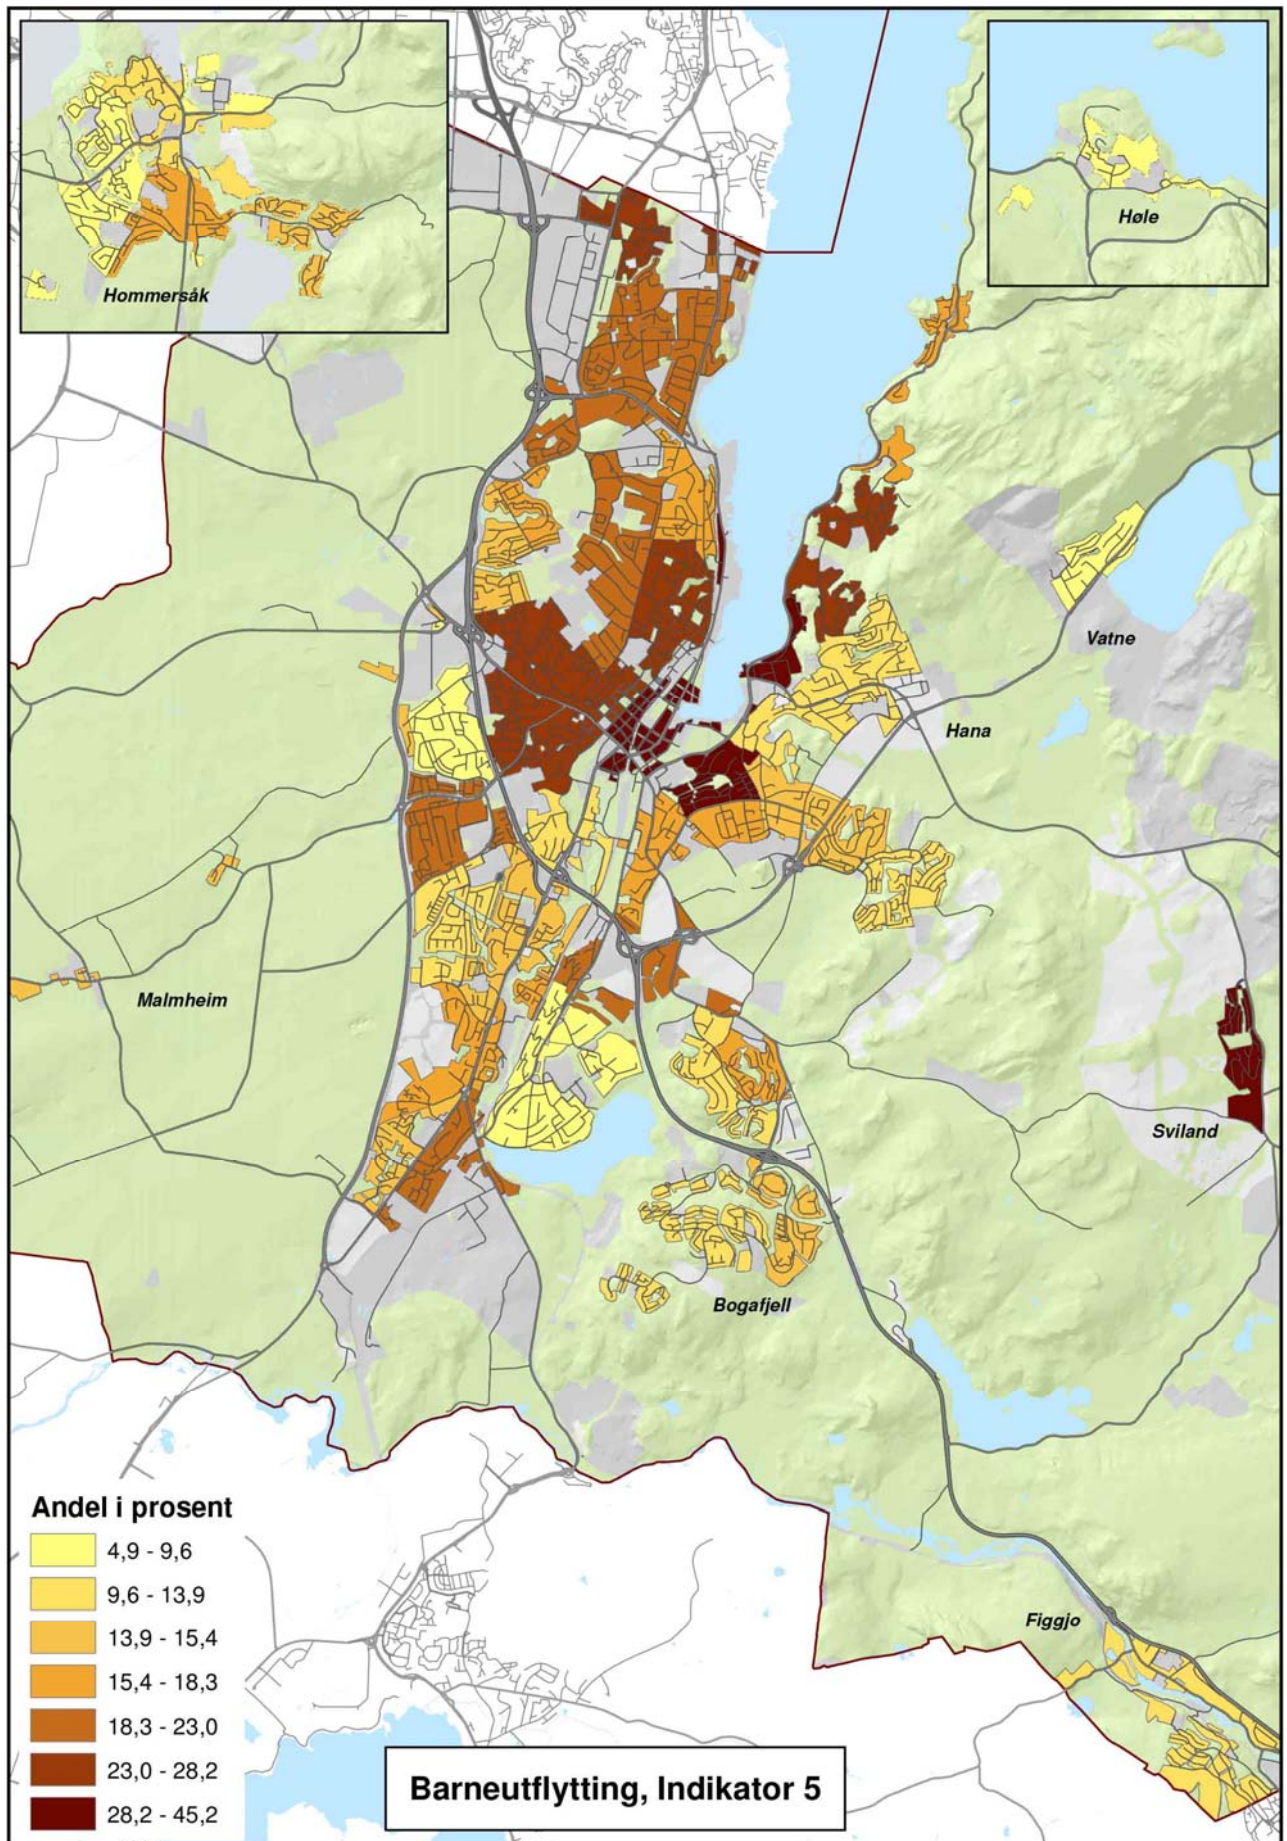 Hommersåk
Høle
Vatne
Hana
Malmheim
Sviland
Bogafjell
Figgjo
Andel i prosent
4,9 - 9,6
9,6 - 13,9
13,9 - 15,4
15,4 - 18,3
18,3 - 23,0
23,0 - 28,2
28,2 - 45,2
Barneutflytting, Indikator 5